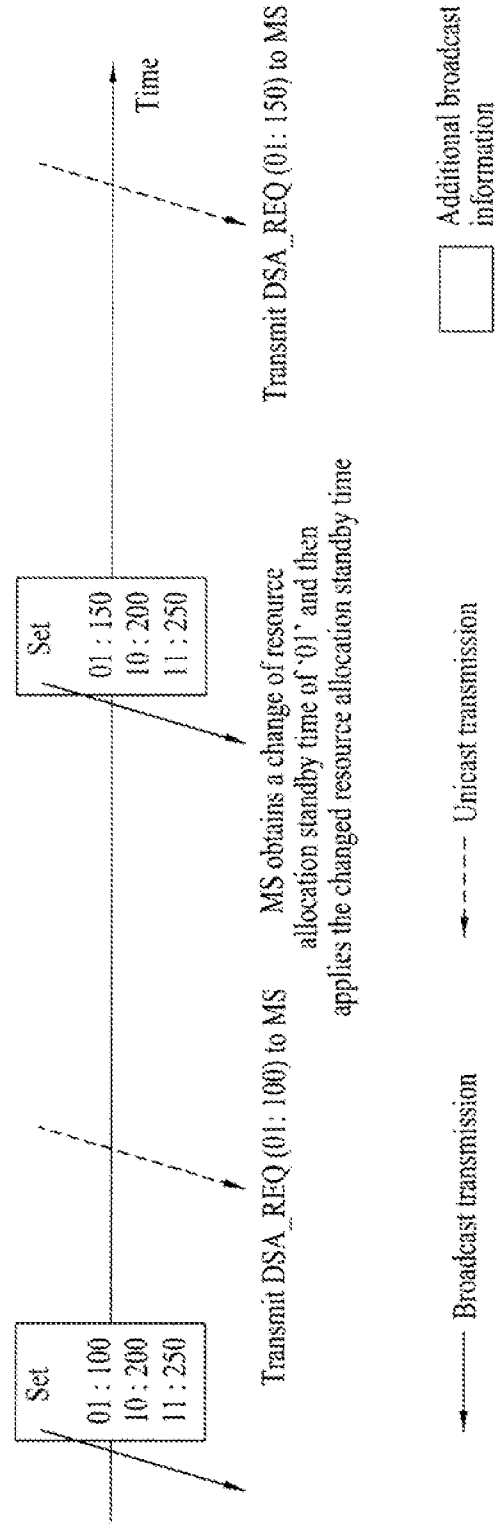 Set
01 : 100
10 : 200
11 : 250
Transmit DSA_REQ (01: 100) to MS
Set
01 : 150
10 : 200
11 : 250
MS obtains a change of resource
allocation standby time of ‘01’ and then
applies the changed resource allocation standby time
Transmit DSA_REQ (01: 150) to MS
Time
Broadcast transmission
Unicast transmission
Additional broadcast
information